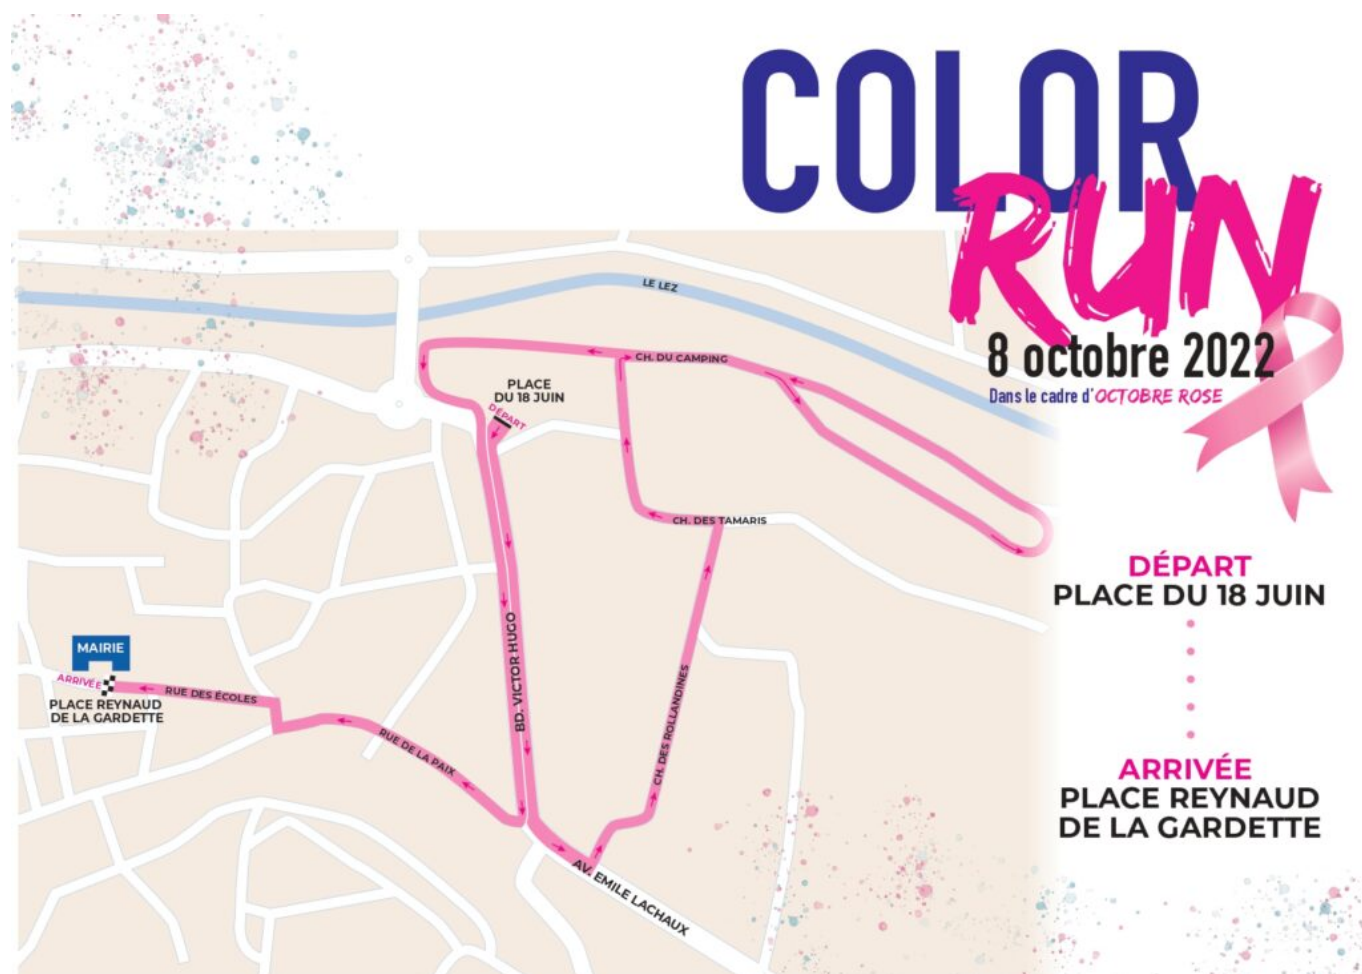 COLOR
RUN
8 octobre 2022
Dans le cadre d'OCTOBRE ROSE
LE LEZ
CH. DU CAMPING
PLACE
DU 18 JUIN
DÉPART
CH. DES TAMARIS
BD. VICTOR HUGO
CH. DES ROLLANDINES
MAIRIE
ARRIVÉE
RUE DES ÉCOLES
PLACE REYNAUD
DE LA GARDETTE
RUE DE LA PAIX
AV. EMILE LACHAUX
DÉPART
PLACE DU 18 JUIN
ARRIVÉE
PLACE REYNAUD
DE LA GARDETTE